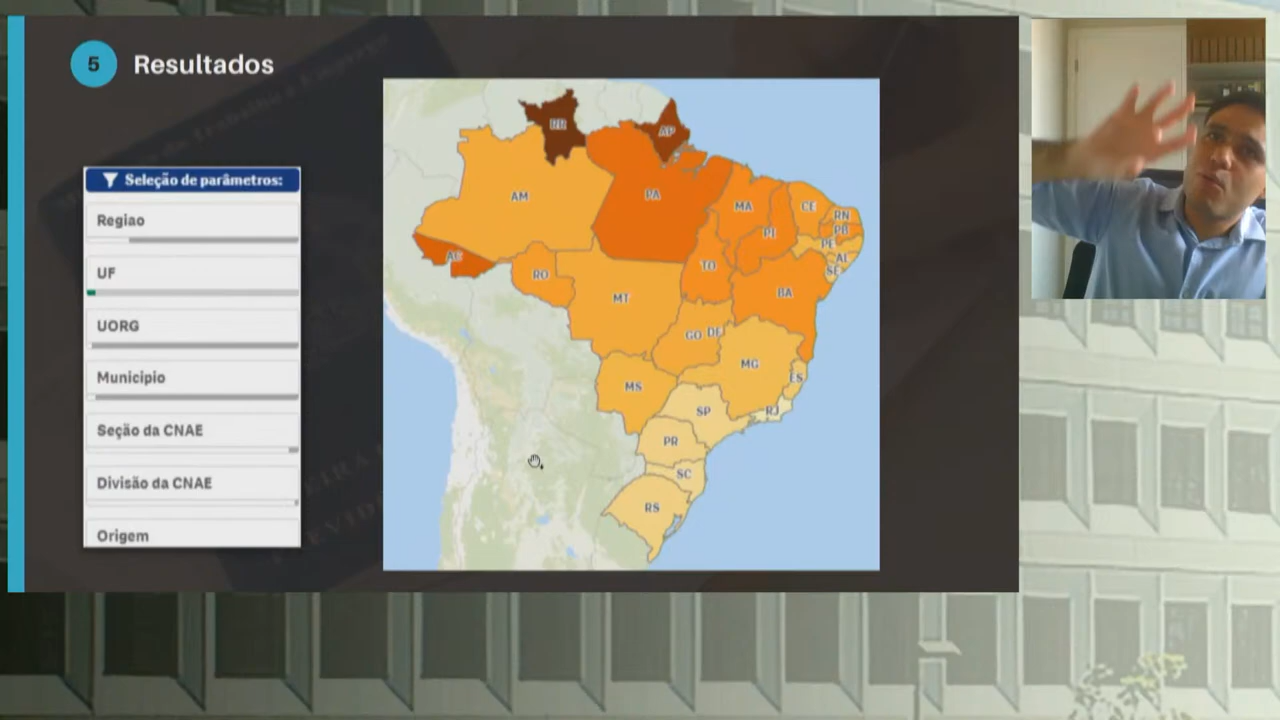 5 Resultados
Seleção de parâmetros:
Regiao
UF
UORG
Municipio
Seção da CNAE
Divisão da CNAE
Origem
RR
AP
AM
PA
MA
CE
RN
PB
PI
PE
AL
SE
AC
RO
TO
BA
MT
GO DF
MG
ES
MS
SP
RJ
PR
SC
RS